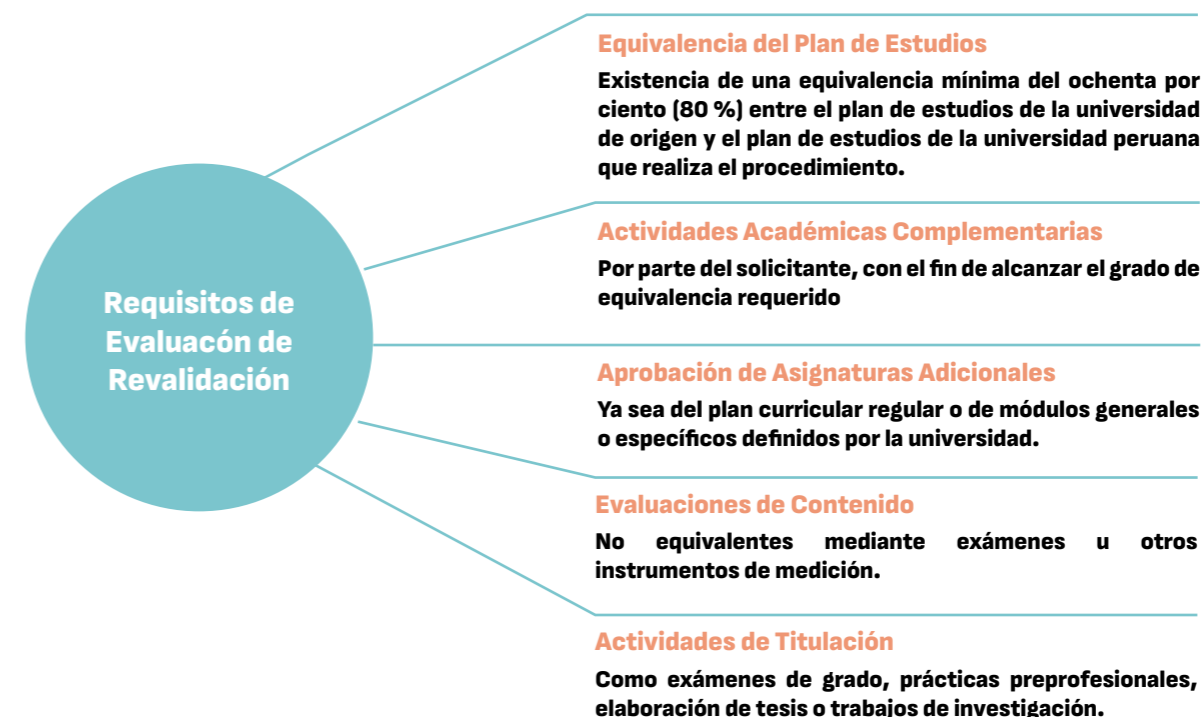 Requisitos de
Evaluacón de
Revalidación
Equivalencia del Plan de Estudios
Existencia de una equivalencia mínima del ochenta por
ciento (80 %) entre el plan de estudios de la universidad
de origen y el plan de estudios de la universidad peruana
que realiza el procedimiento.
Actividades Académicas Complementarias
Por parte del solicitante, con el fin de alcanzar el grado de
equivalencia requerido
Aprobación de Asignaturas Adicionales
Ya sea del plan curricular regular o de módulos generales
o específicos definidos por la universidad.
Evaluaciones de Contenido
No equivalentes mediante exámenes u otros
instrumentos de medición.
Actividades de Titulación
Como exámenes de grado, prácticas preprofesionales,
elaboración de tesis o trabajos de investigación.